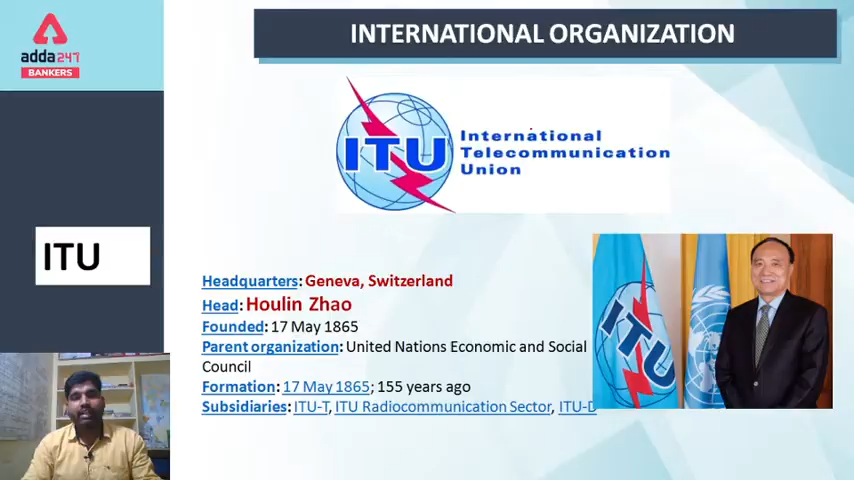 adda247
BANKERS
INTERNATIONAL ORGANIZATION
ITU
International
Telecommunication
Union
ITU
Headquarters: Geneva, Switzerland
Head: Houlin Zhao
Founded: 17 May 1865
Parent organization: United Nations Economic and Social
Council
Formation: 17 May 1865; 155 years ago
Subsidiaries: ITU-T, ITU Radiocommunication Sector, ITU-D
ITU